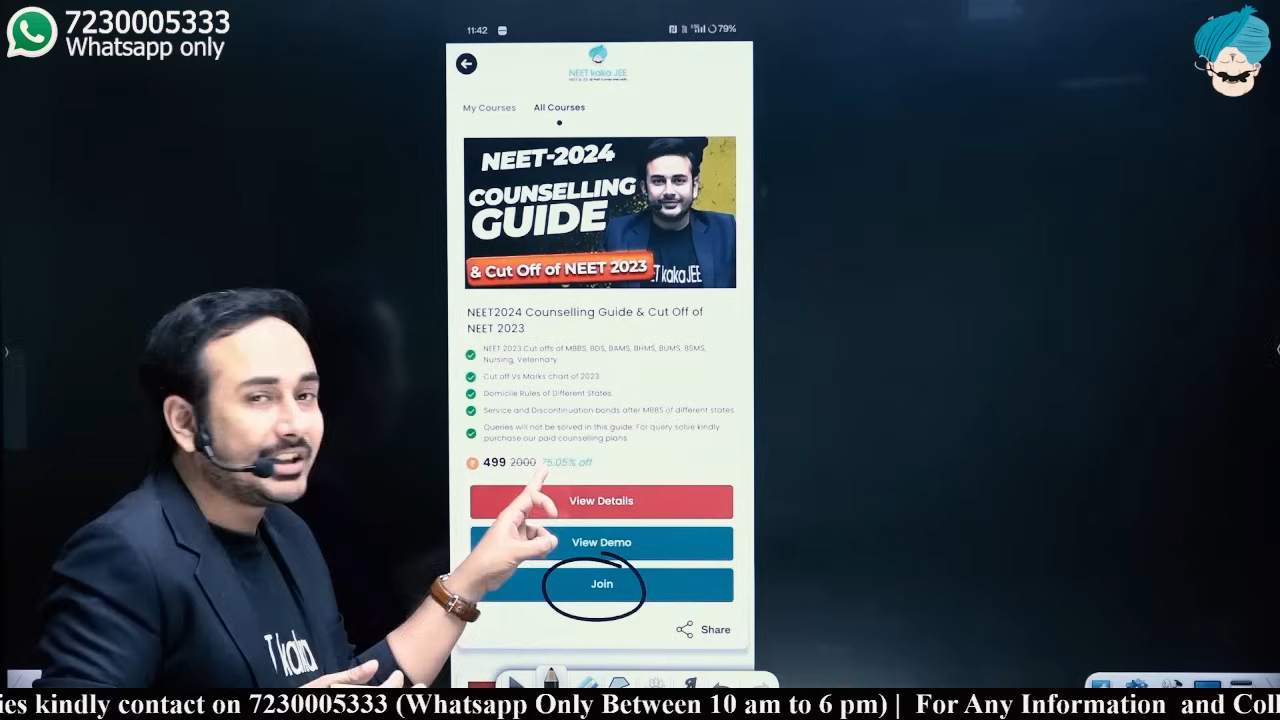 7230005333
Whatsapp only
11:42
79%
NEET kaka JEE
My Courses All Courses
NEET-2024
COUNSELLING
GUIDE
& Cut Off of NEET 2023
T kaka JEE
NEET2024 Counselling Guide & Cut Off of
NEET 2023
NEET 2023 Cut offs of MBBS, BDS, BAMS, BHMS, BUMS, BSMS,
Nursing, Veterinary
Cut off Vs Marks chart of 2023
Domicile Rules of Different States
Service and Discontinuation bonds after MBBS of different states
Queries will not be solved in this guide. For query solve kindly
purchase our paid counselling plans
499 2000 75.05% off
View Details
View Demo
Join
Share
T kaka
ies kindly contact on 7230005333 (Whatsapp Only Between 10 am to 6 pm) | For Any Information and Coll